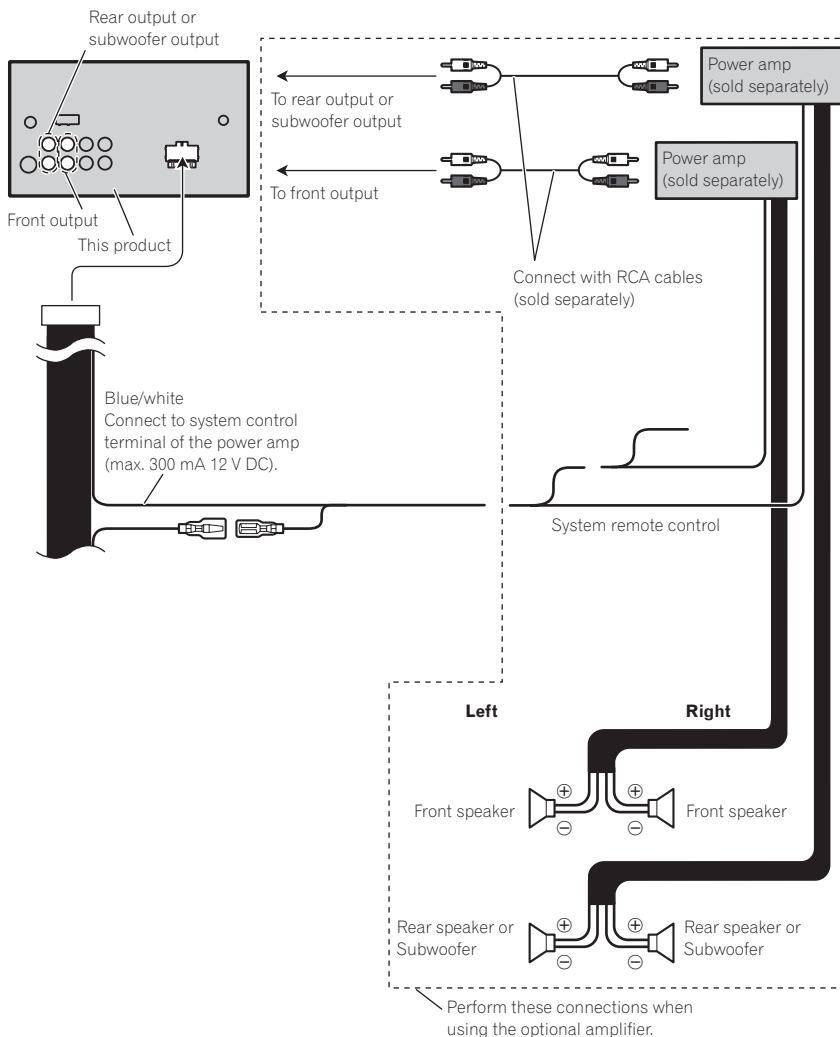 Rear output or
subwoofer output
Power amp
(sold separately)
To rear output or
subwoofer output
Power amp
(sold separately)
To front output
Front output
This product
Connect with RCA cables
(sold separately)
Blue/white
Connect to system control
terminal of the power amp
(max. 300 mA 12 V DC).
System remote control
Left
Right
⊕
⊕
Front speaker
Front speaker
⊖
⊖
⊕
⊕
Rear speaker or
Subwoofer
Rear speaker or
Subwoofer
⊖
⊖
Perform these connections when
using the optional amplifier.